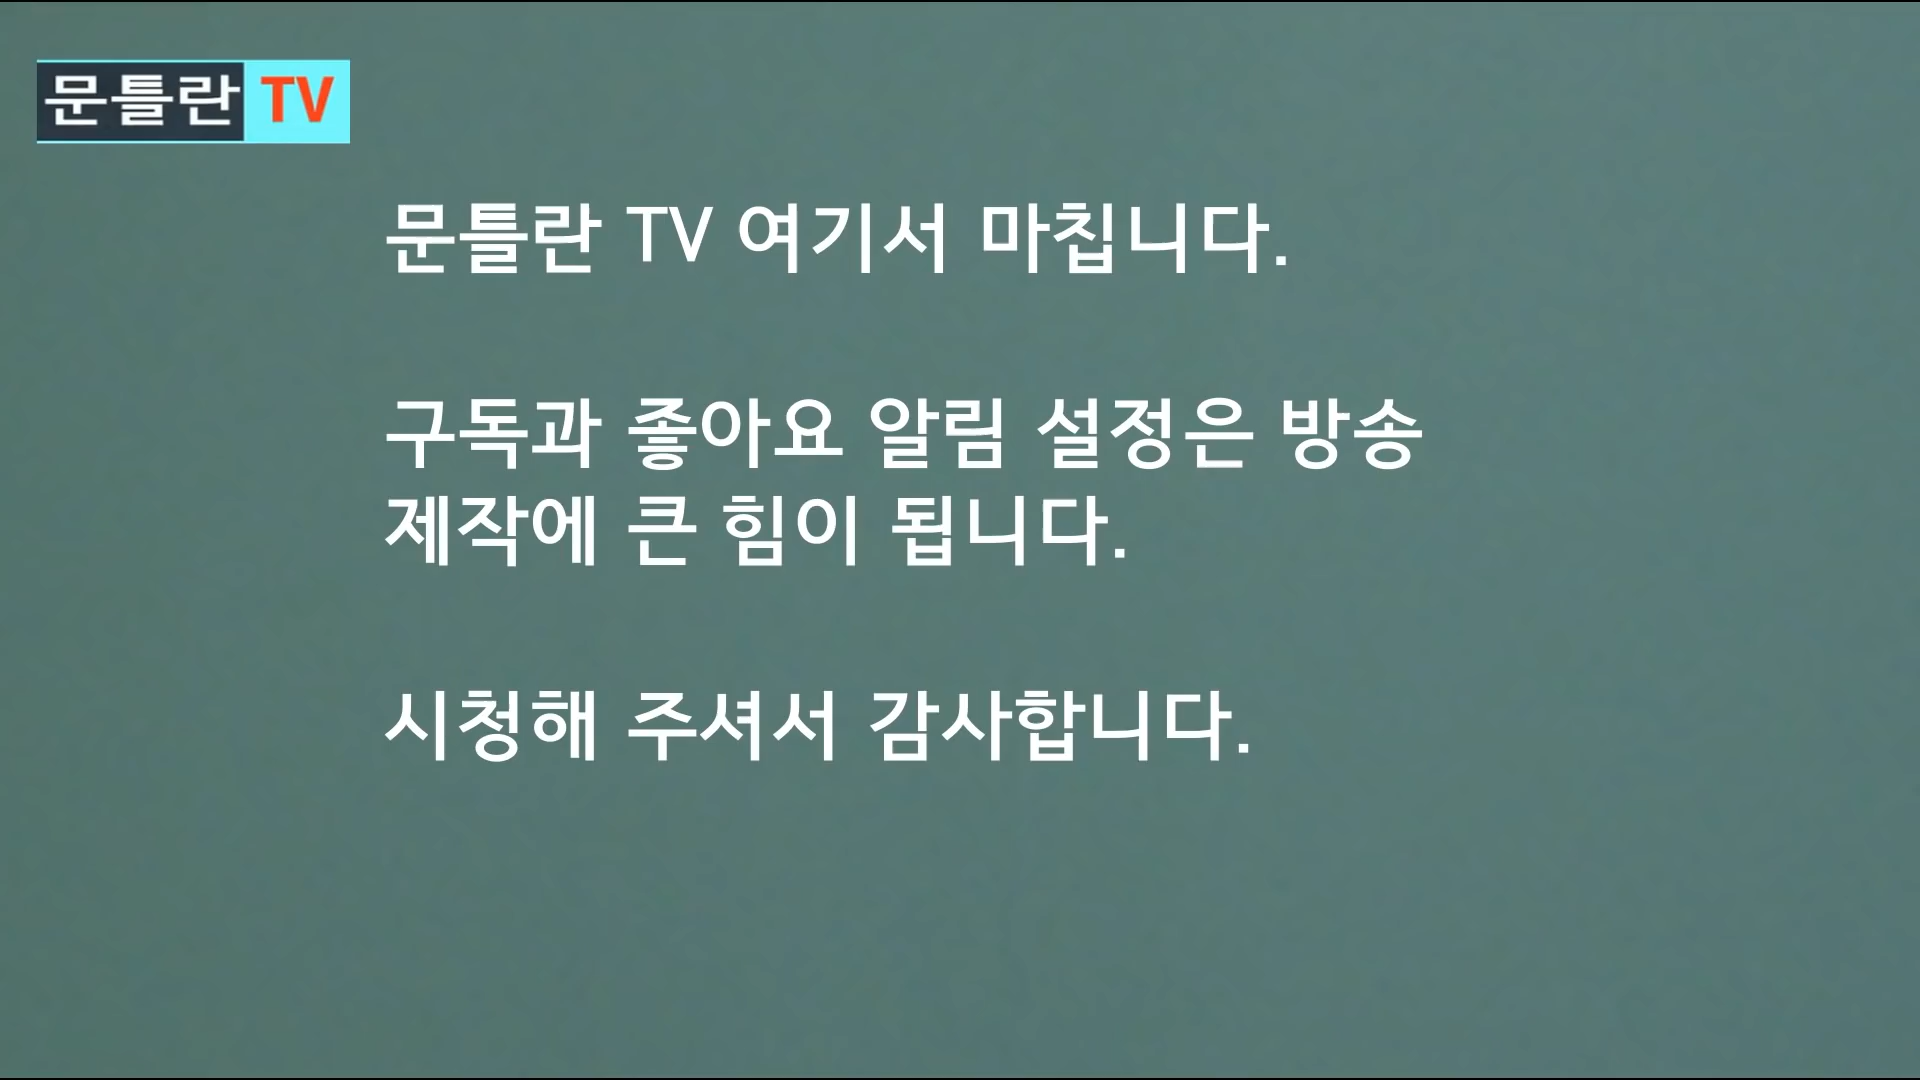 문틀란 TV
문틀란 TV 여기서 마칩니다.
구독과 좋아요 알림 설정은 방송
제작에 큰 힘이 됩니다.
시청해 주셔서 감사합니다.